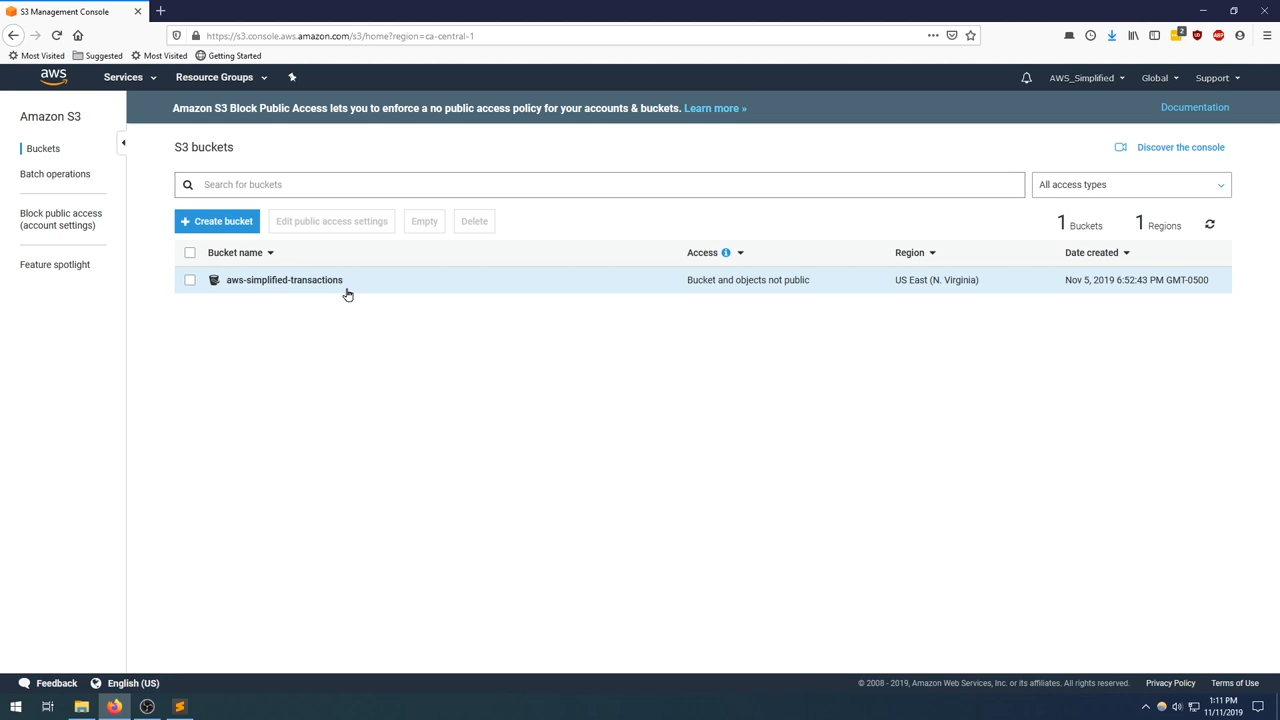 S3 Management Console
https://s3.console.aws.amazon.com/s3/home?region=ca-central-1
2
ABP
Most Visited
Suggested
Most Visited
Getting Started
aws
Services
Resource Groups
AWS_Simplified
Global
Support
Amazon S3
Buckets
Batch operations
Block public access
(account settings)
Feature spotlight
Amazon S3 Block Public Access lets you to enforce a no public access policy for your accounts & buckets. Learn more »
Documentation
S3 buckets
Discover the console
Search for buckets
All access types
+ Create bucket
Edit public access settings
Empty
Delete
1 Buckets
1 Regions
Bucket name
Access
Region
Date created
aws-simplified-transactions
Bucket and objects not public
US East (N. Virginia)
Nov 5, 2019 6:52:43 PM GMT-0500
Feedback
English (US)
© 2008 - 2019, Amazon Web Services, Inc. or its affiliates. All rights reserved.
Privacy Policy
Terms of Use
1:11 PM
11/11/2019